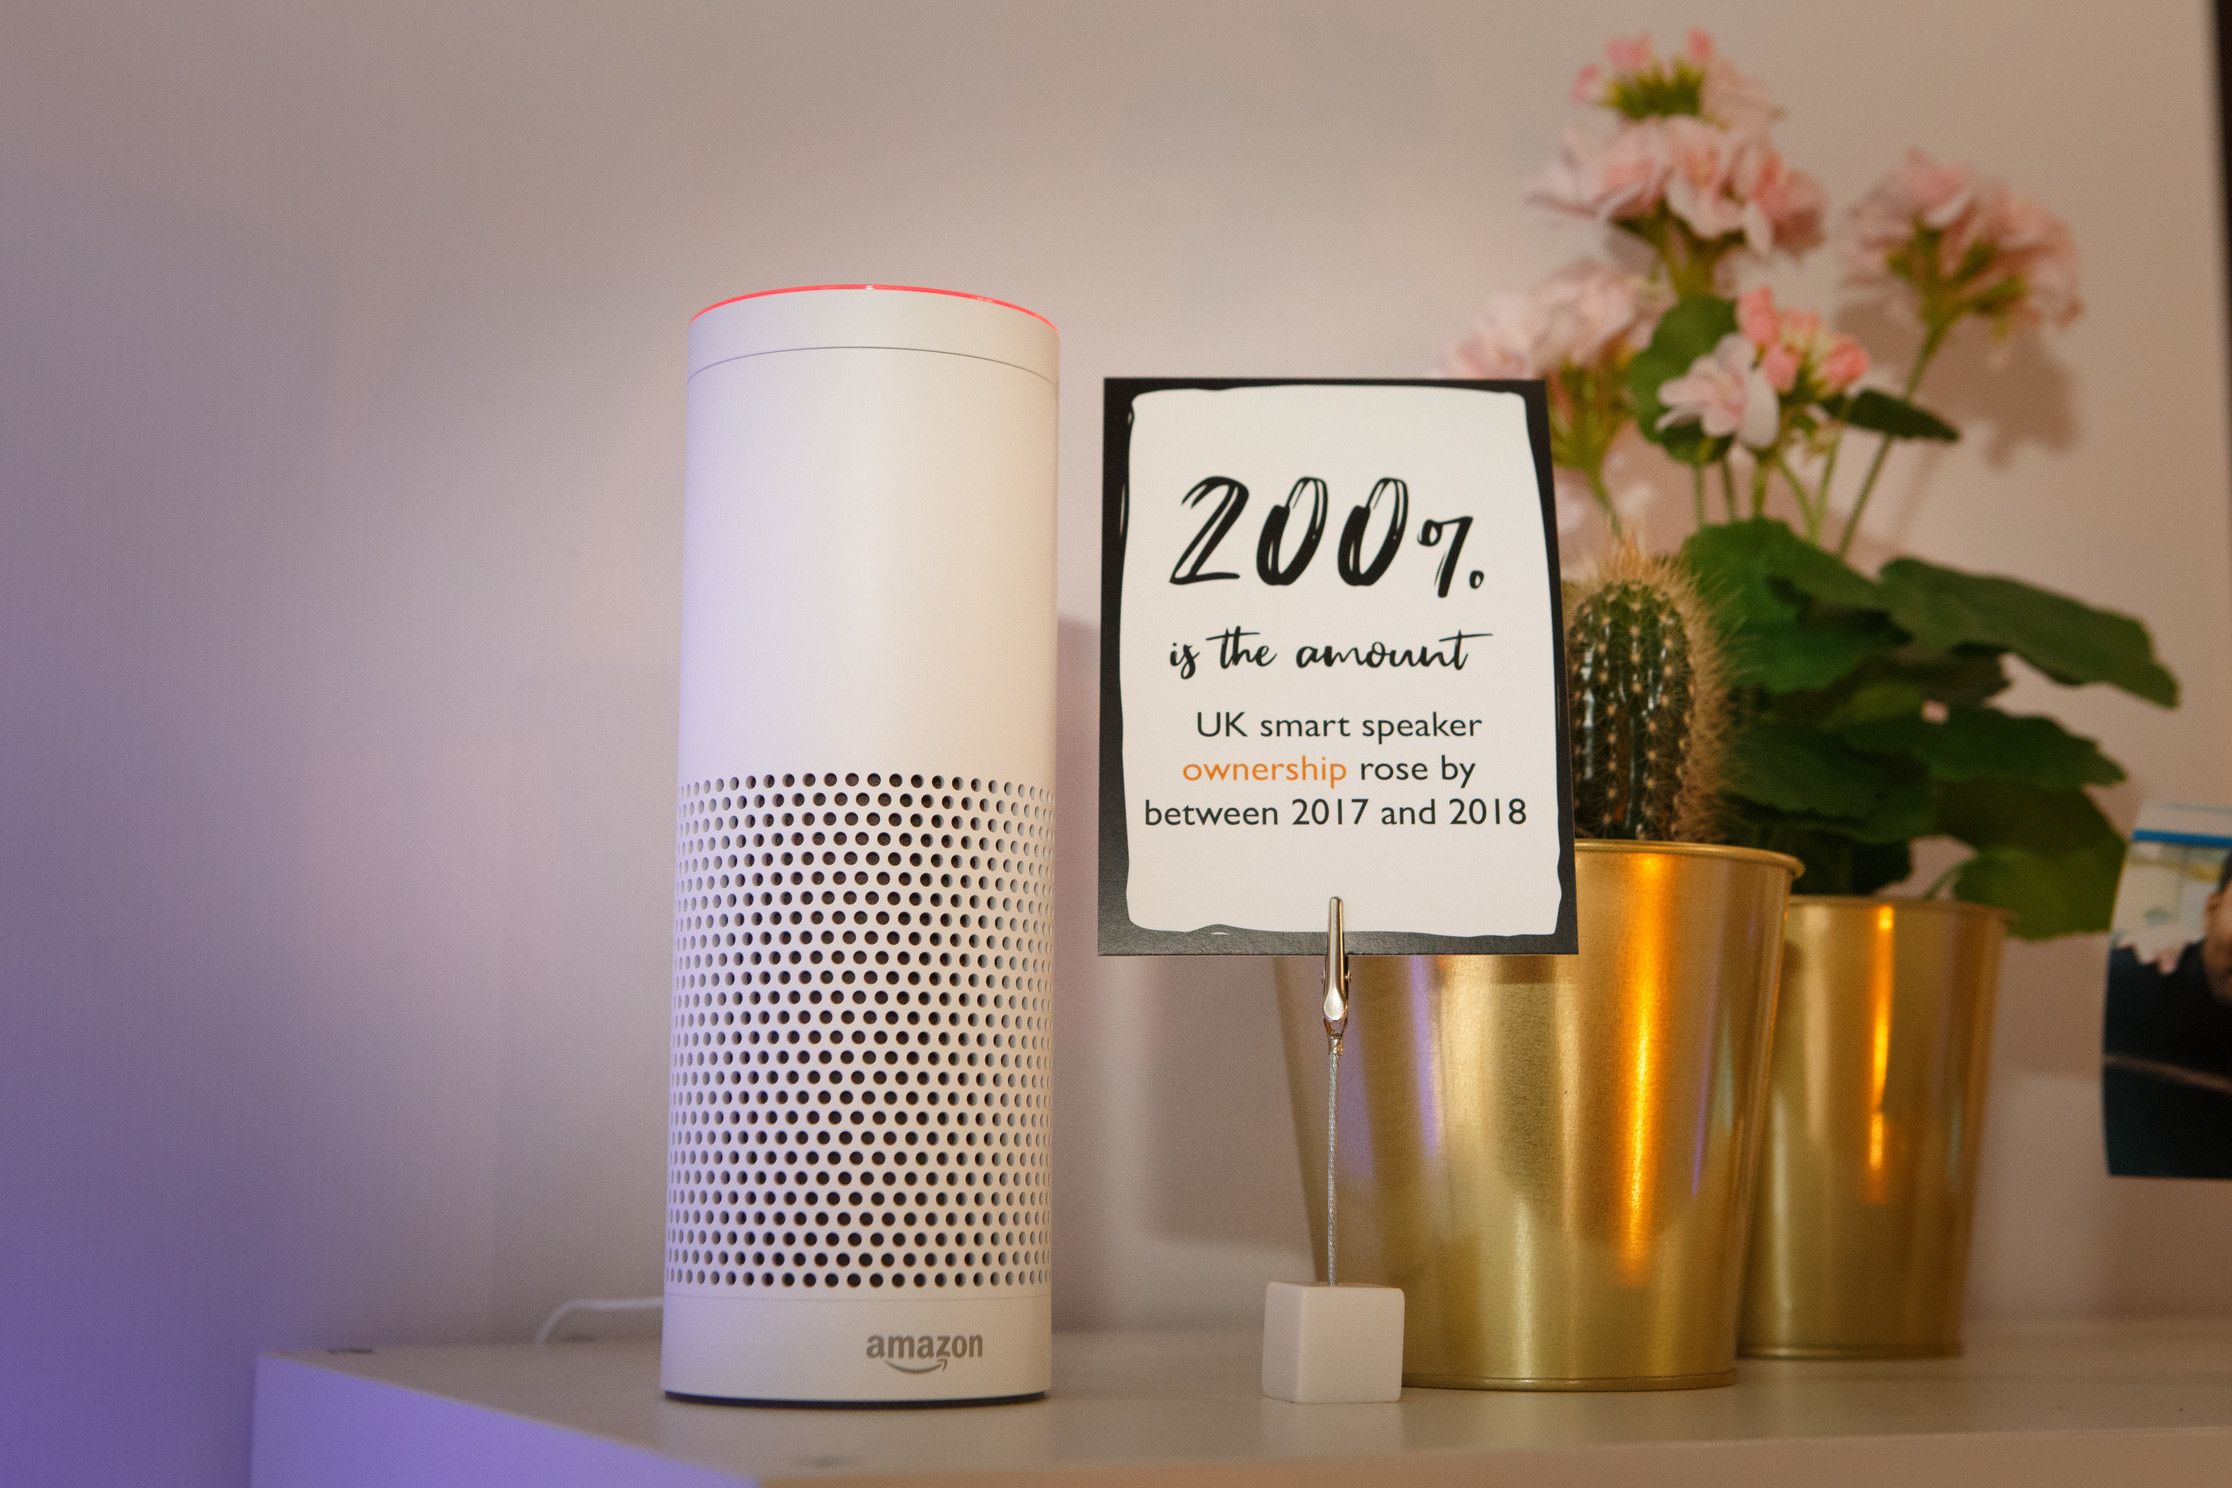 200%
is the amount
UK smart speaker
ownership rose by
between 2017 and 2018
amazon